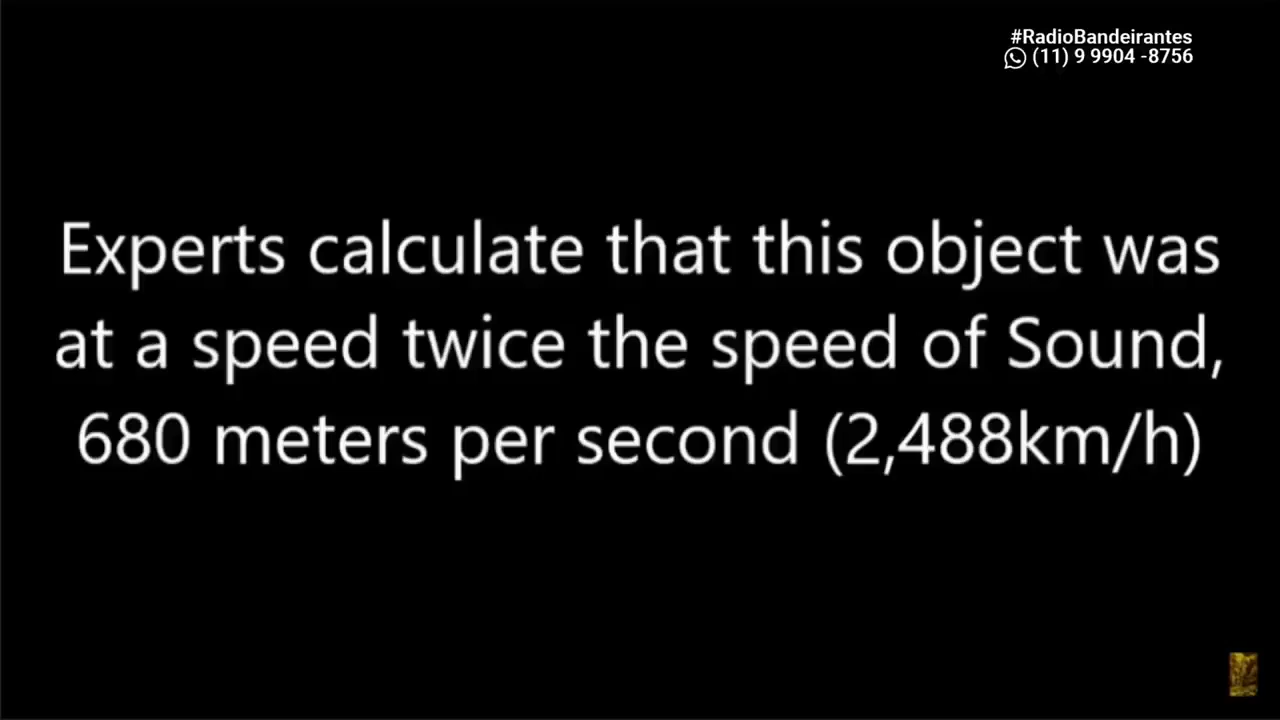 #RadioBandeirantes
(11) 9 9904 -8756
Experts calculate that this object was
at a speed twice the speed of Sound,
680 meters per second (2,488km/h)